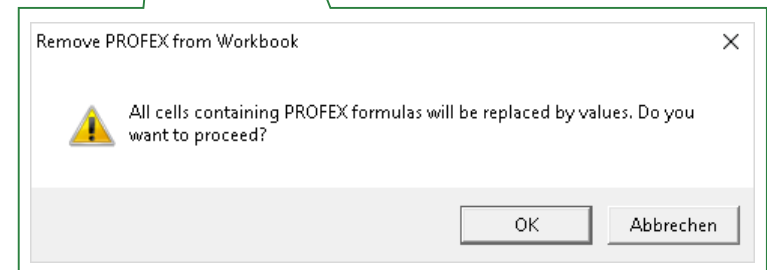 Remove PROFEX from Workbook
All cells containing PROFEX formulas will be replaced by values. Do you
want to proceed?
OK
Abbrechen